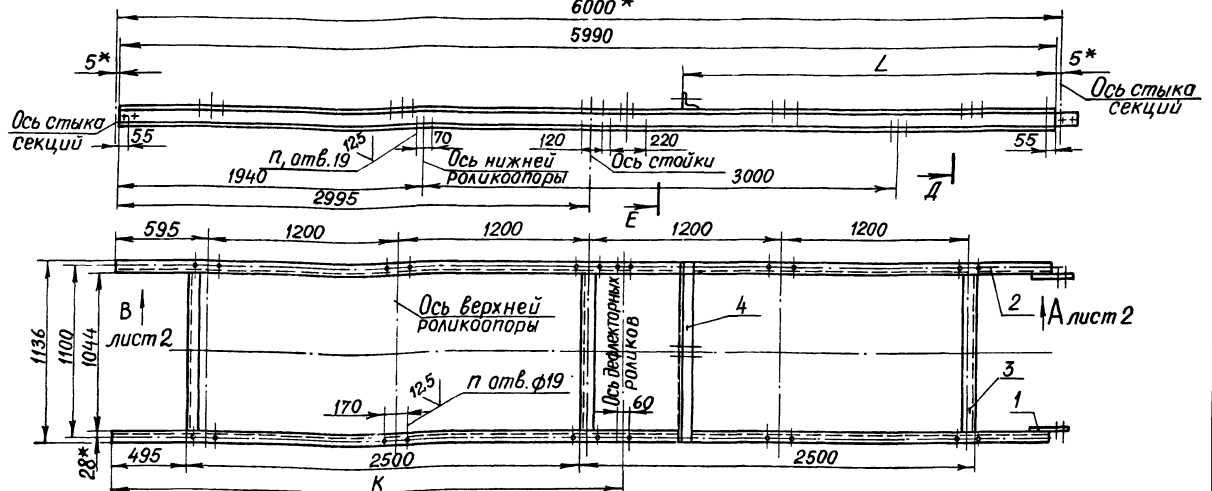 6000*
5990
5*
L
5*
Ось стыка
секций
Ось стыка
секций
55
n, отв. 19
12,5
70
Ось нижней
роликоопоры
120
220
Ось стойки
55
1940
3000
2995
Е
Д
595
1200
1200
1200
1200
1136
1100
1044
28*
В
лист 2
Ось верхней
роликоопоры
Ось дефлекторных
роликов
4
2
А лист 2
3
1
170
12,5
n отв. ф19
60
495
2500
2500
К